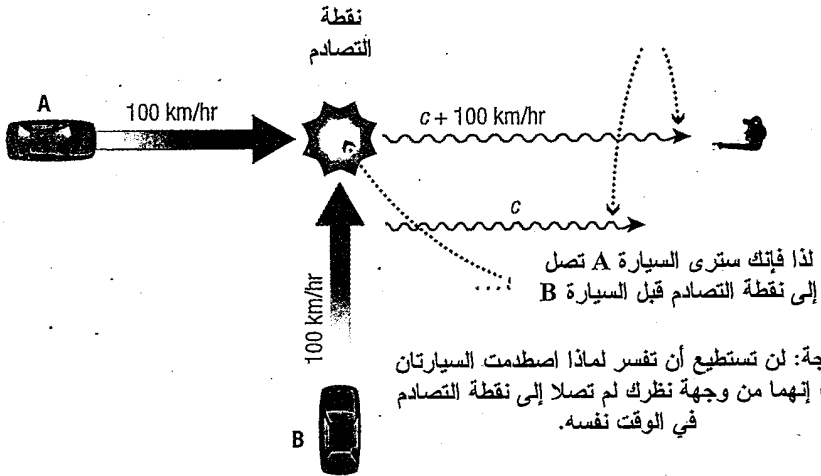 نقطة
التصادم
A
100 km/hr
c + 100 km/hr
c
لذا فإنك سترى السيارة A تصل
إلى نقطة التصادم قبل السيارة B
100 km/hr
جة: لن تستطيع أن تفسر لماذا اصطدمت السيارتان
إنهما من وجهة نظرك لم تصلا إلى نقطة التصادم
في الوقت نفسه.
B